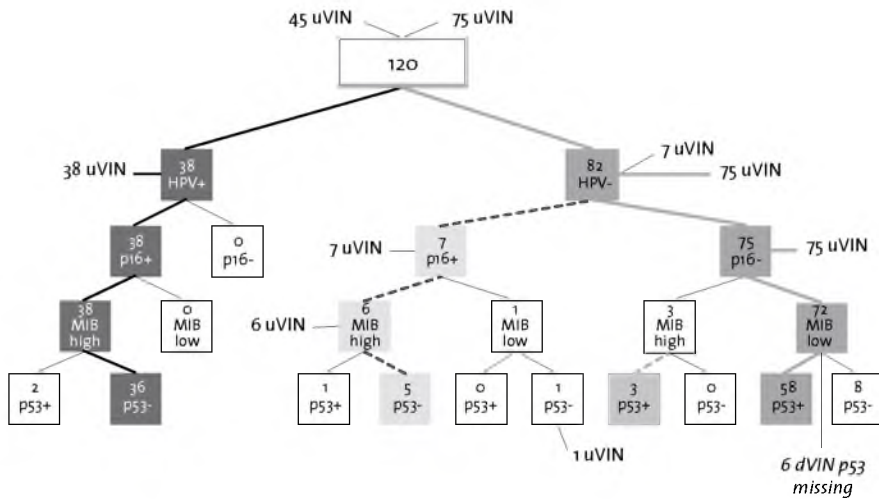 45 uVIN 75 uVIN
120
38 uVIN
38
HPV+
82
HPV-
7 uVIN
75 uVIN
38
p16+
0
p16-
7 uVIN
7
p16+
75
p16-
75 uVIN
38
MIB
high
0
MIB
low
6 uVIN
6
MIB
high
1
MIB
low
3
MIB
high
72
MIB
low
2
p53+
36
p53-
1
p53+
5
p53-
0
p53+
1
p53-
3
p53+
0
p53-
58
p53+
8
p53-
1 uVIN
6 dVIN p53
missing